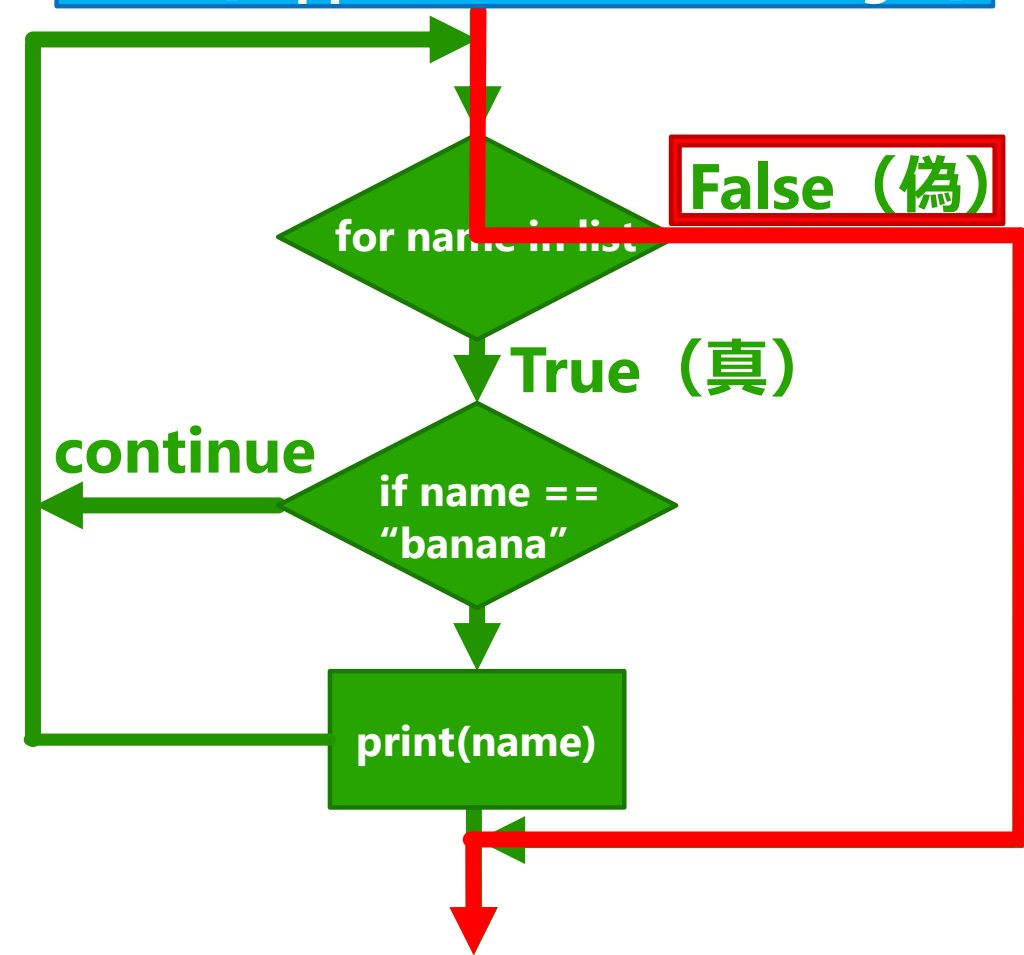 False（偽）
for name in list
True（真）
continue
if name ==
“banana”
print(name)